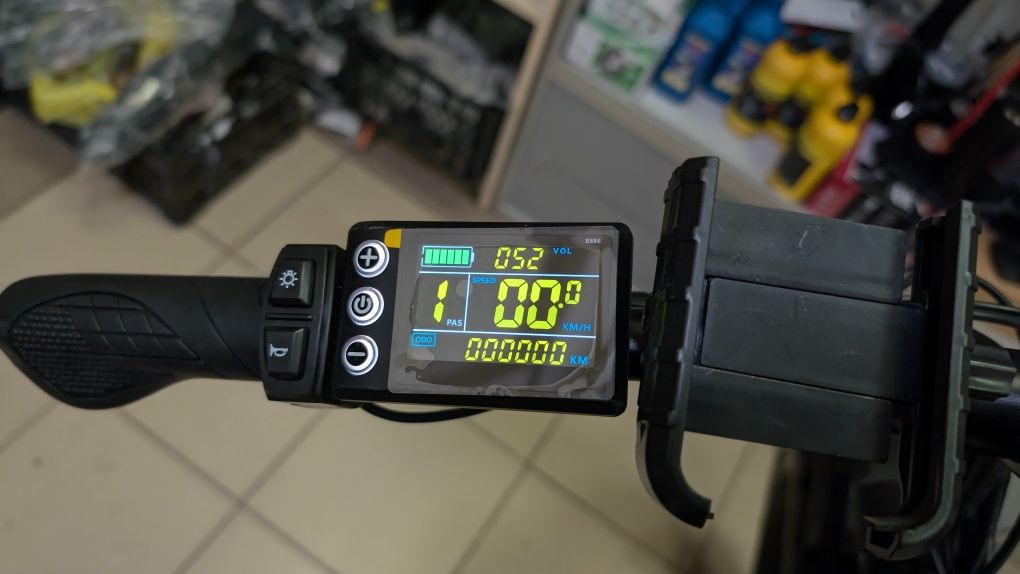 S866
052 VOL
1 PAS
SPEED 00.0 KM/H
ODO 000000 KM